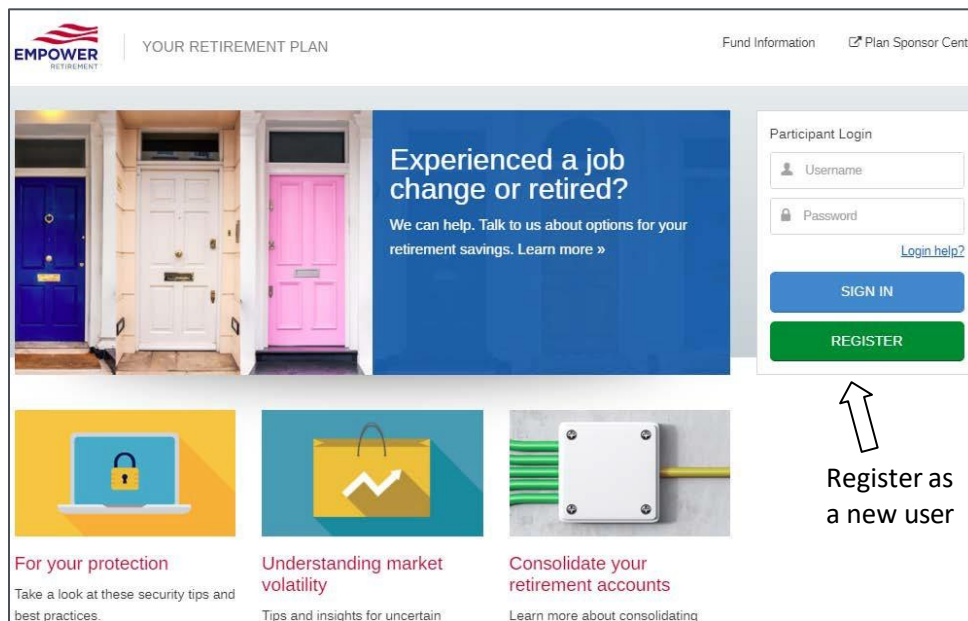 EMPOWER
RETIREMENT
YOUR RETIREMENT PLAN
Fund Information
Plan Sponsor Cent
Experienced a job
change or retired?
We can help. Talk to us about options for your
retirement savings. Learn more »
Participant Login
Username
Password
Login help?
SIGN IN
REGISTER
Register as
a new user
For your protection
Take a look at these security tips and
best practices.
Understanding market
volatility
Tips and insights for uncertain
Consolidate your
retirement accounts
Learn more about consolidating